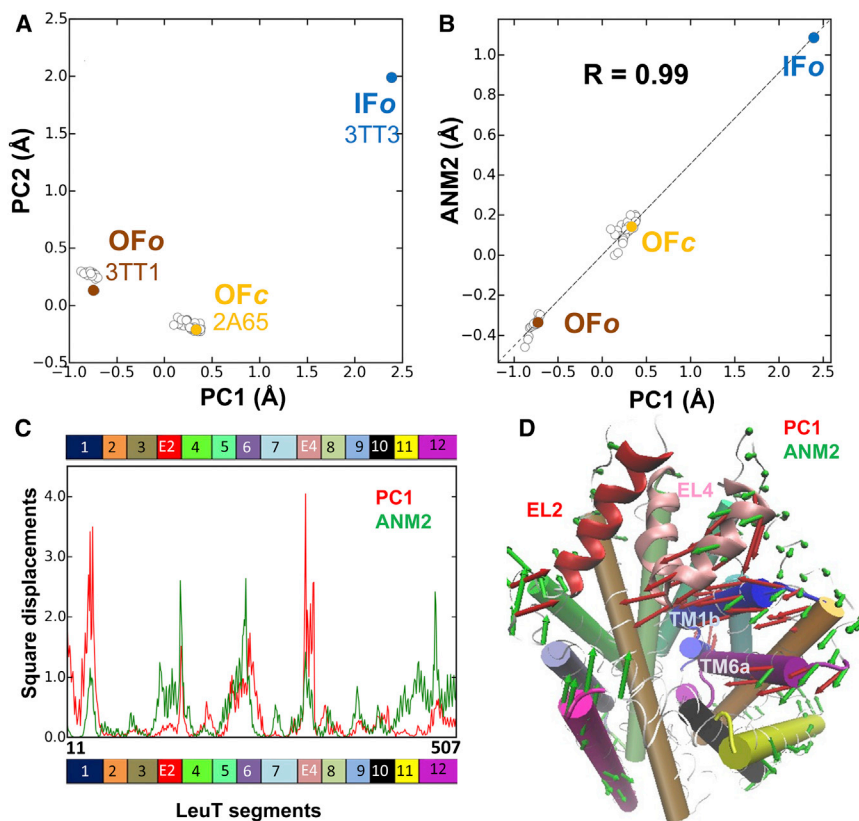 A
2.5
2.0
1.5
1.0
0.5
0.0
−0.5
−1.0
−0.5
0.0
0.5
1.0
1.5
2.0
2.5
PC2 (Å)
PC1 (Å)
IFo
3TT3
OFo
3TT1
OFc
2A65
B
R = 0.99
1.0
0.8
0.6
0.4
0.2
0.0
−0.2
−0.4
−1.0
−0.5
0.0
0.5
1.0
1.5
2.0
2.5
ANM2 (Å)
PC1 (Å)
IFo
OFc
OFo
C
1 2 3 E2 4 5 6 7 E4 8 9 10 11 12
PC1
ANM2
4.0
3.0
2.0
1.0
0.0
Square displacements
11 507
1 2 3 E2 4 5 6 7 E4 8 9 10 11 12
LeuT segments
D
PC1
ANM2
EL2
EL4
TM1b
TM6a